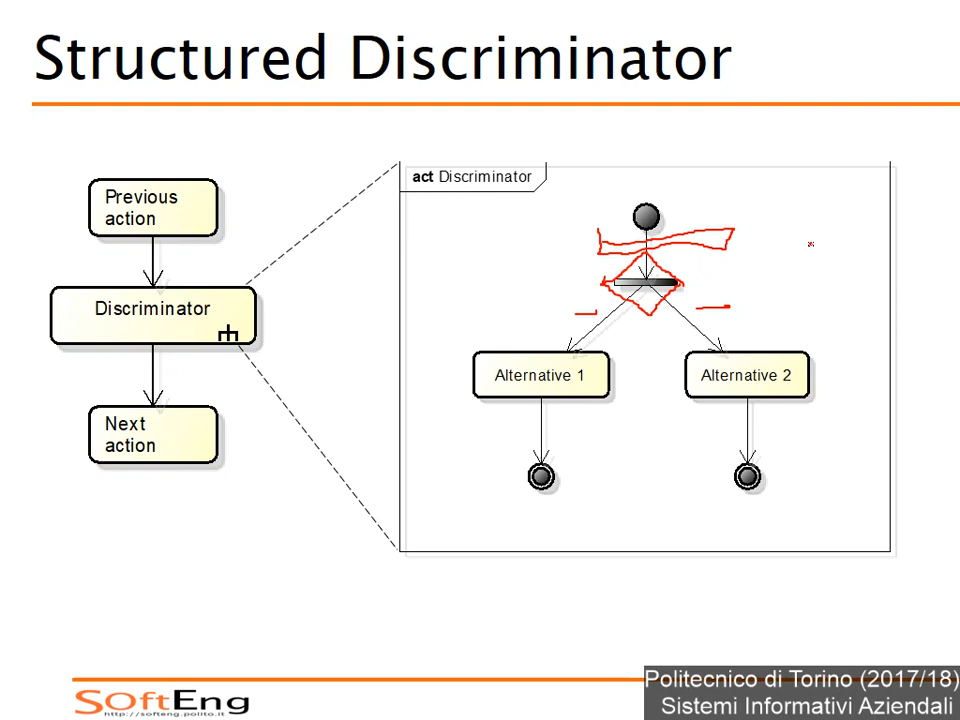 Structured Discriminator
Previous
action
Discriminator
Next
action
act Discriminator
Alternative 1
Alternative 2
SOftEng
http://softeng.polito.it
Politecnico di Torino (2017/18)
Sistemi Informativi Aziendali